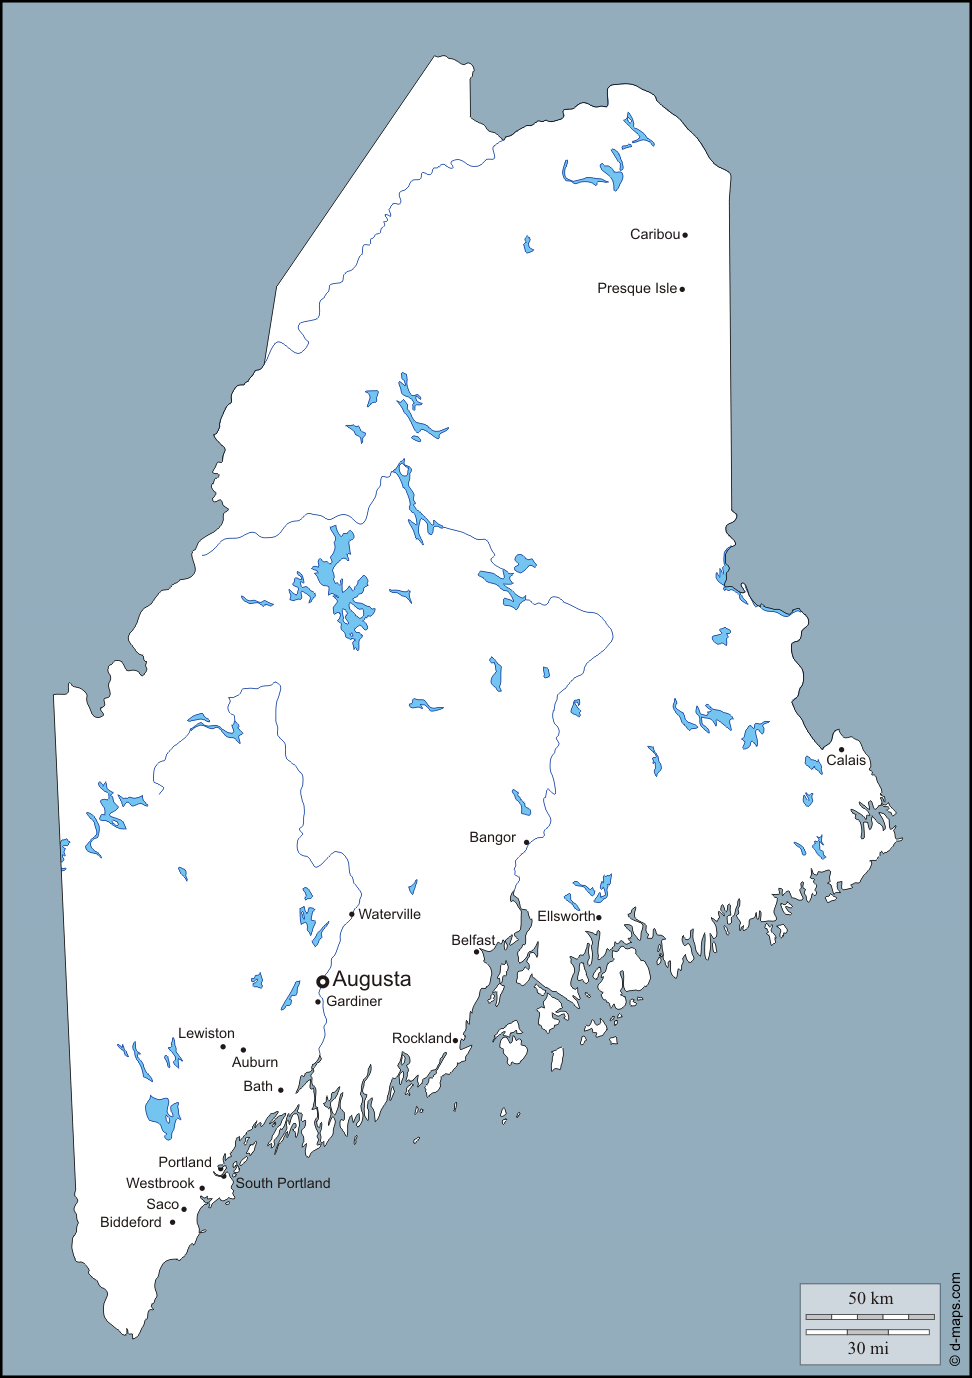 Caribou
Presque Isle
Calais
Bangor
Waterville
Ellsworth
Belfast
Augusta
Gardiner
Lewiston
Rockland
Auburn
Bath
Portland
Westbrook
South Portland
Saco
Biddeford
50 km
30 mi
© d-maps.com